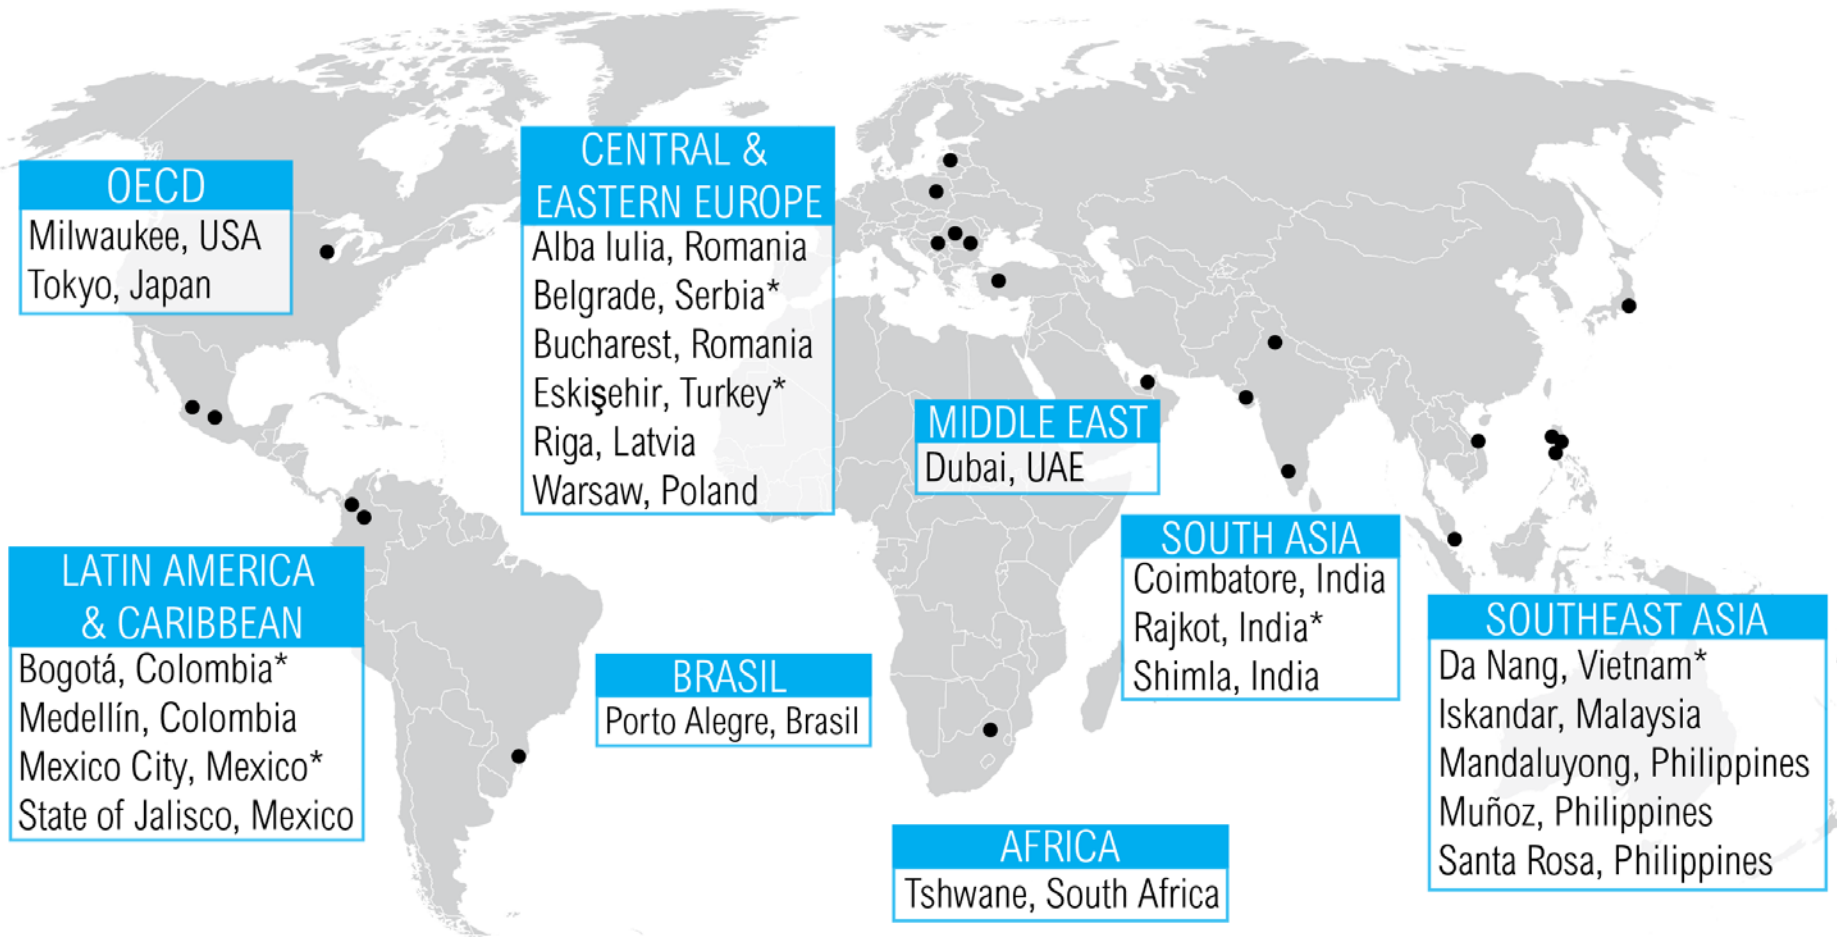 OECD
Milwaukee, USA
Tokyo, Japan
CENTRAL &
EASTERN EUROPE
Alba Iulia, Romania
Belgrade, Serbia*
Bucharest, Romania
Eskişehir, Turkey*
Riga, Latvia
Warsaw, Poland
MIDDLE EAST
Dubai, UAE
LATIN AMERICA
& CARIBBEAN
Bogotá, Colombia*
Medellín, Colombia
Mexico City, Mexico*
State of Jalisco, Mexico
BRASIL
Porto Alegre, Brasil
SOUTH ASIA
Coimbatore, India
Rajkot, India*
Shimla, India
SOUTHEAST ASIA
Da Nang, Vietnam*
Iskandar, Malaysia
Mandaluyong, Philippines
Muñoz, Philippines
Santa Rosa, Philippines
AFRICA
Tshwane, South Africa